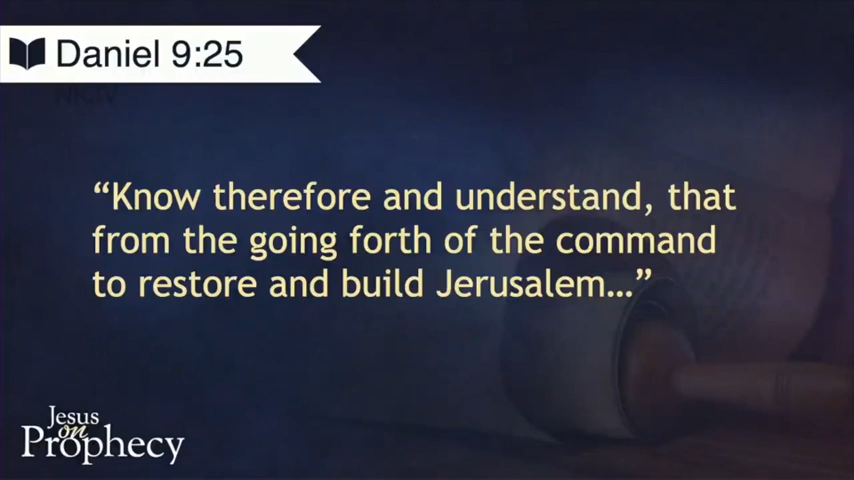 Daniel 9:25
NKJV
“Know therefore and understand, that
from the going forth of the command
to restore and build Jerusalem...”
Jesus
on
Prophecy